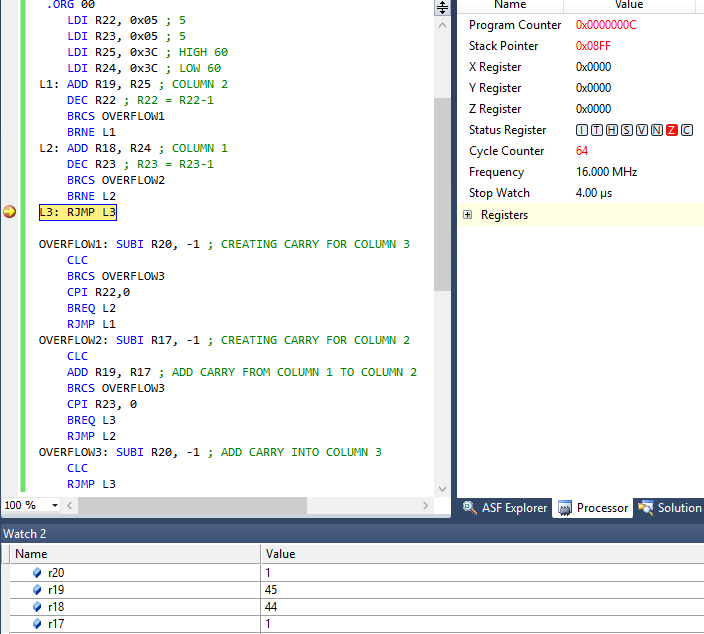 .ORG 00
LDI R22, 0x05 ; 5
LDI R23, 0x05 ; 5
LDI R25, 0x3C ; HIGH 60
LDI R24, 0x3C ; LOW 60
L1: ADD R19, R25 ; COLUMN 2
DEC R22 ; R22 = R22-1
BRCS OVERFLOW1
BRNE L1
L2: ADD R18, R24 ; COLUMN 1
DEC R23 ; R23 = R23-1
BRCS OVERFLOW2
BRNE L2
L3: RJMP L3
OVERFLOW1: SUBI R20, -1 ; CREATING CARRY FOR COLUMN 3
CLC
BRCS OVERFLOW3
CPI R22,0
BREQ L2
RJMP L1
OVERFLOW2: SUBI R17, -1 ; CREATING CARRY FOR COLUMN 2
CLC
ADD R19, R17 ; ADD CARRY FROM COLUMN 1 TO COLUMN 2
BRCS OVERFLOW3
CPI R23, 0
BREQ L3
RJMP L2
OVERFLOW3: SUBI R20, -1 ; ADD CARRY INTO COLUMN 3
CLC
RJMP L3
100 %
Name Value
Program Counter 0x0000000C
Stack Pointer 0x08FF
X Register 0x0000
Y Register 0x0000
Z Register 0x0000
Status Register I T H S V N Z C
Cycle Counter 64
Frequency 16.000 MHz
Stop Watch 4.00 µs
Registers
ASF Explorer Processor Solution
Watch 2
Name Value
r20 1
r19 45
r18 44
r17 1